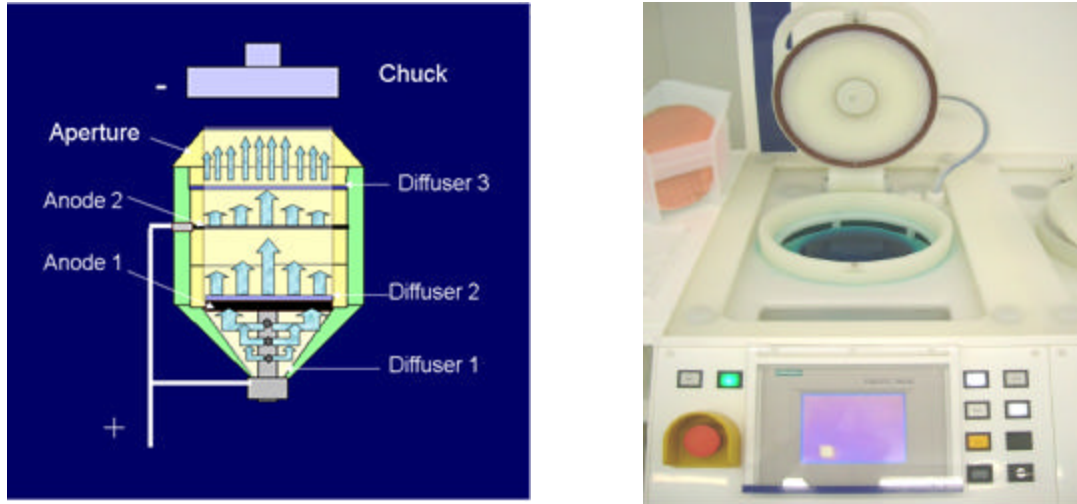 Chuck
-
Aperture
Diffuser 3
Anode 2
Anode 1
Diffuser 2
Diffuser 1
+